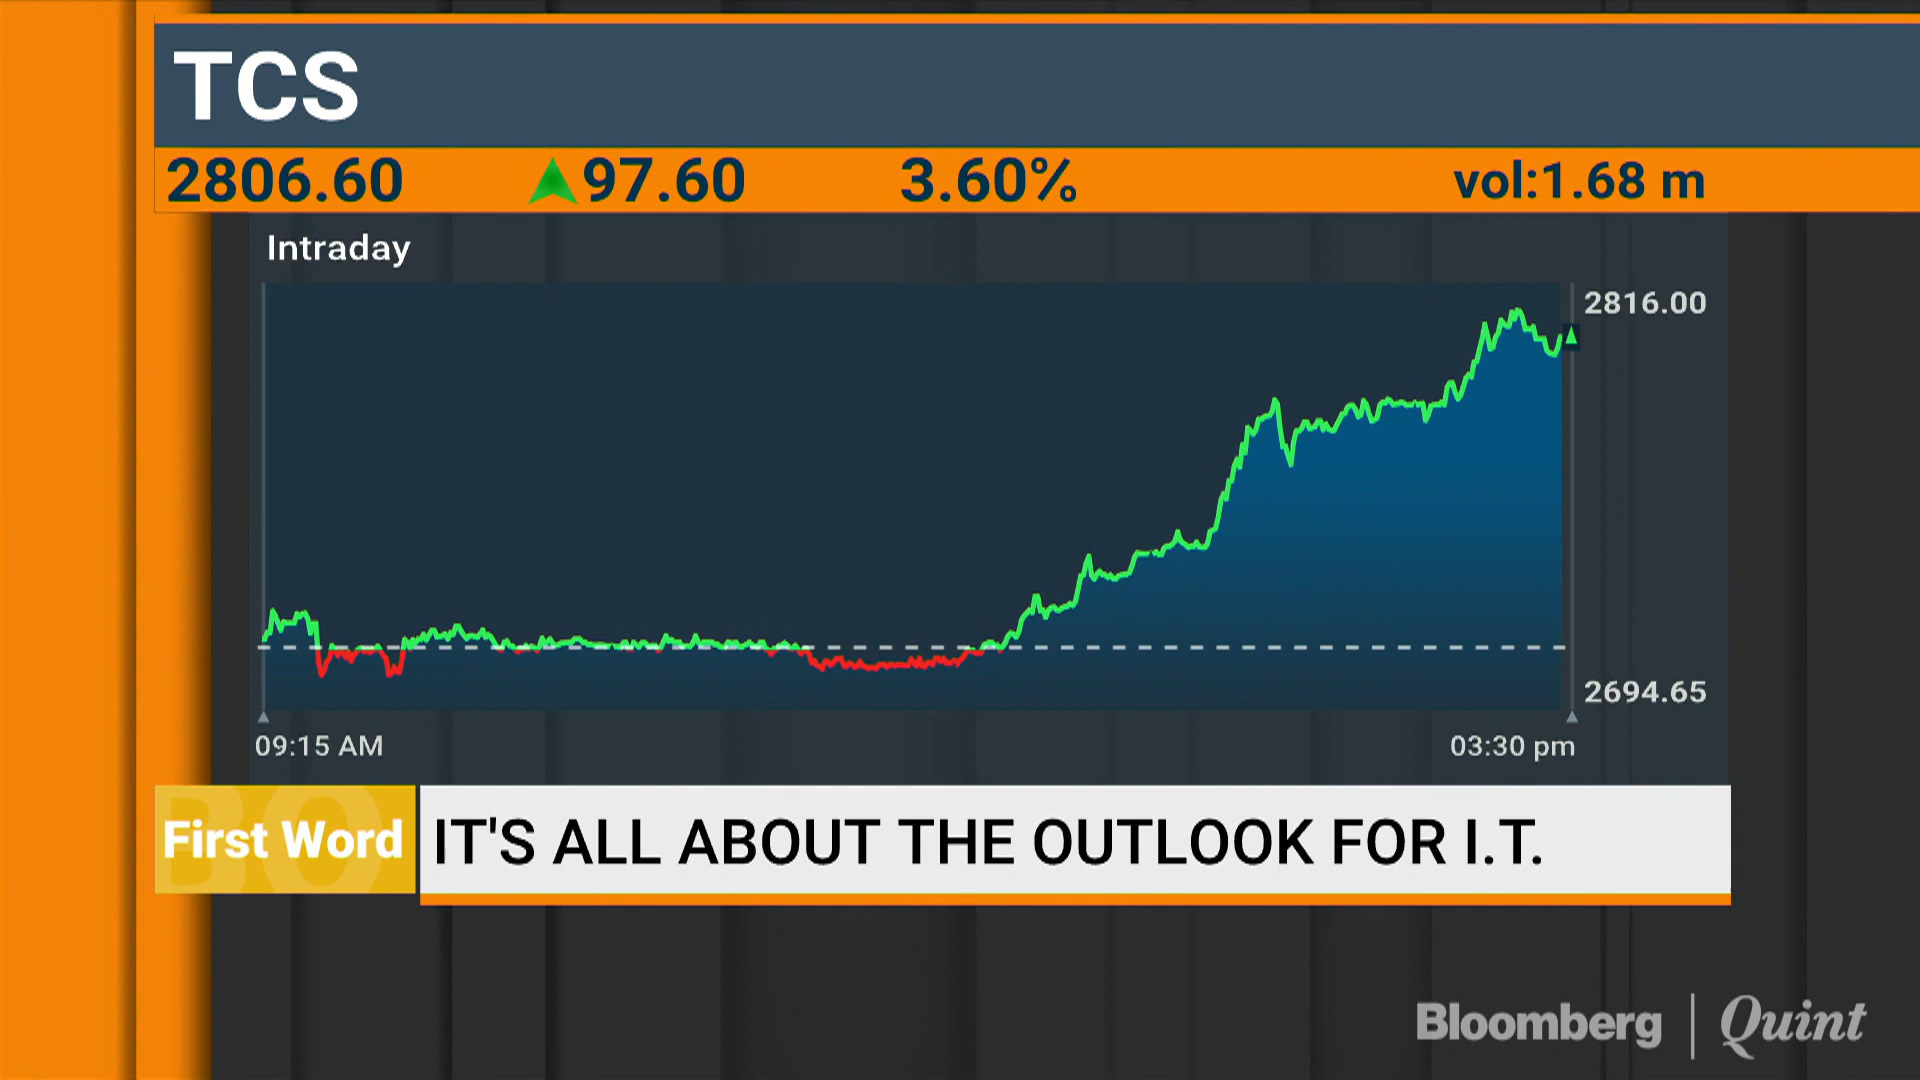 TCS
2806.60 ▲97.60 3.60% vol:1.68 m
Intraday
2816.00
2694.65
09:15 AM 03:30 pm
First Word IT'S ALL ABOUT THE OUTLOOK FOR I.T.
Bloomberg | Quint